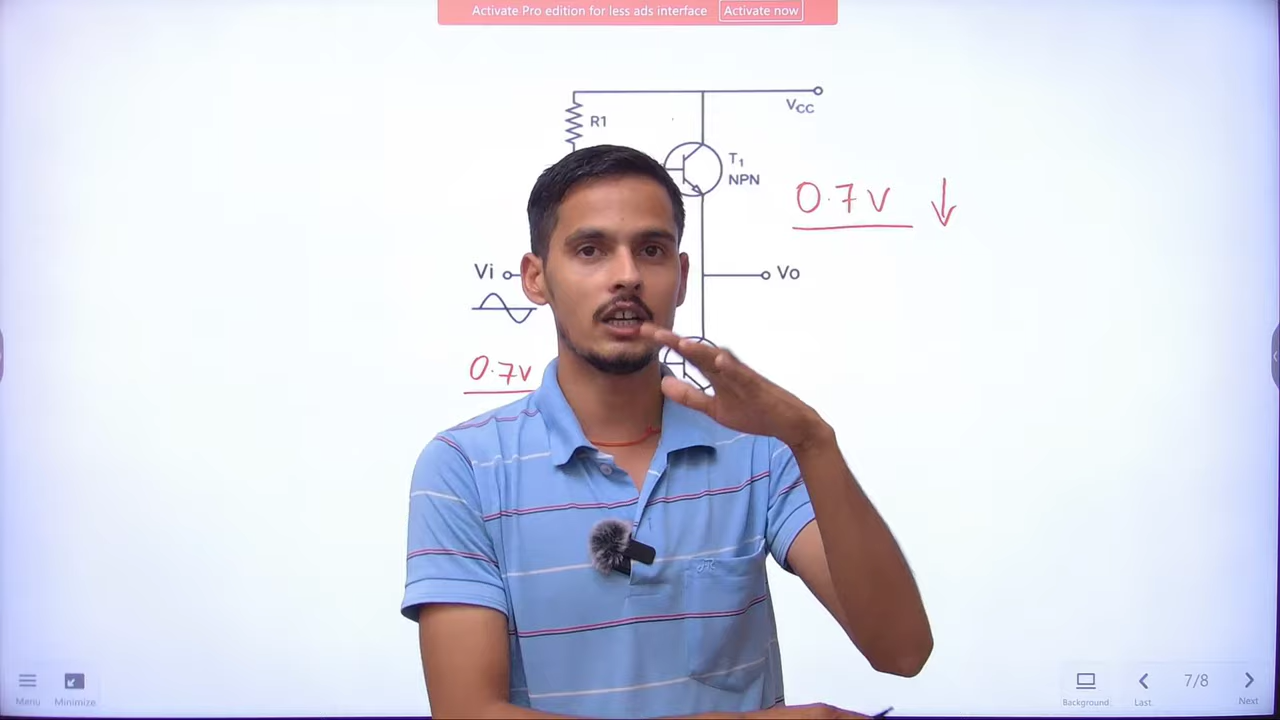 Activate Pro edition for less ads interface Activate now
VCC
R1
T1
NPN
0.7 V ↓
Vi
Vo
0.7V
Menu
Minimize
Background
Last
7/8
Next